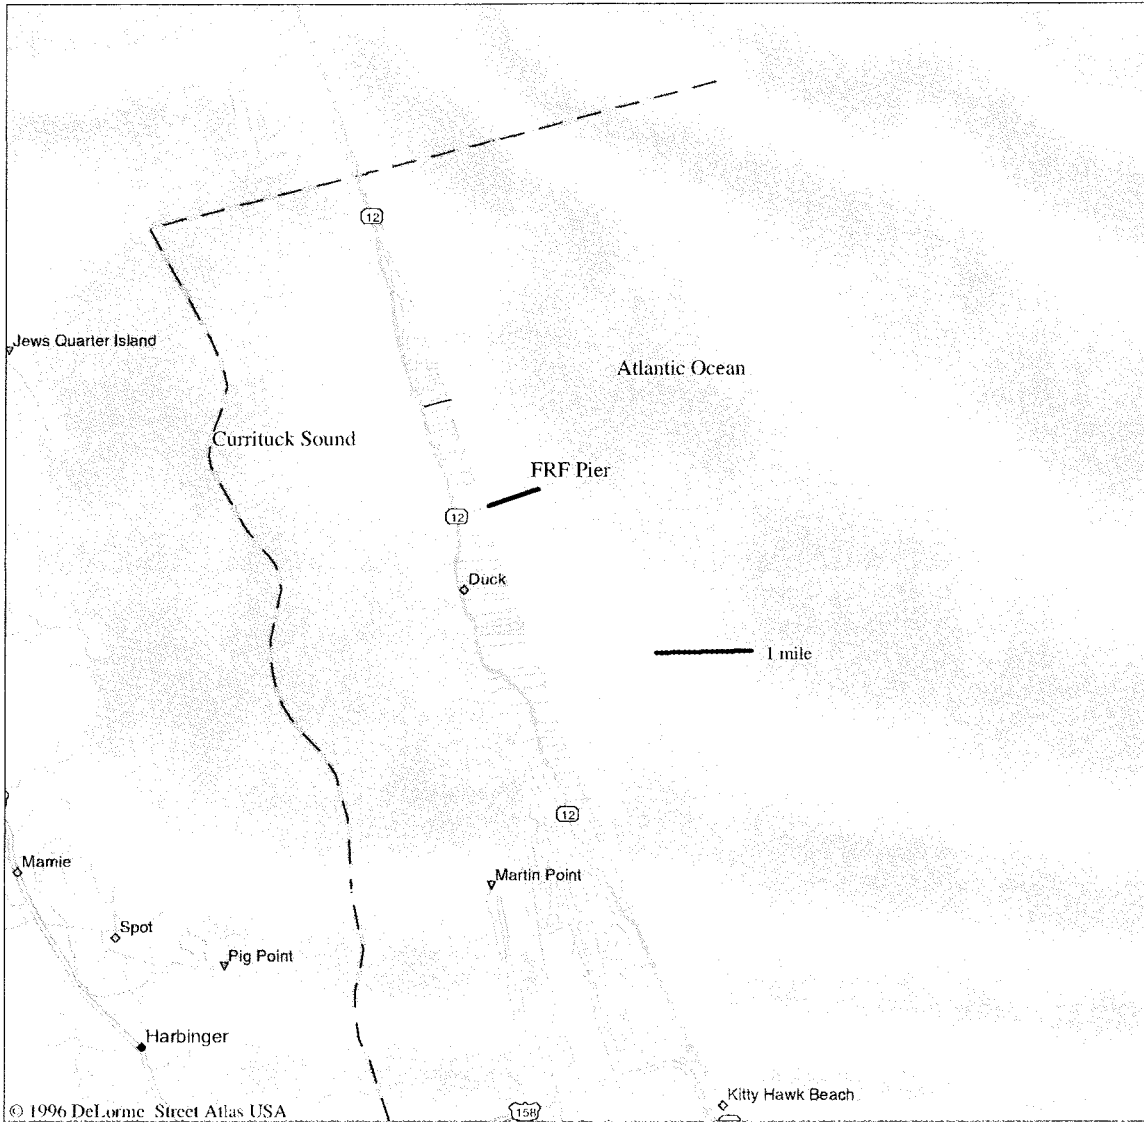 12
Jews Quarter Island
Atlantic Ocean
Currituck Sound
FRF Pier
12
Duck
1 mile
12
Mamie
Martin Point
Spot
Pig Point
Harbinger
Kitty Hawk Beach
© 1996 DeLorme Street Atlas USA
158